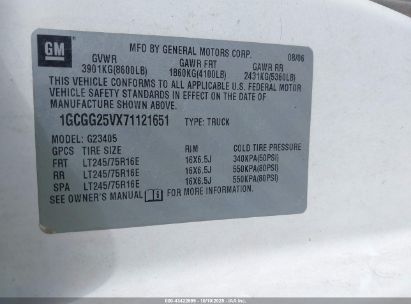 GM
MFD BY GENERAL MOTORS CORP. 08/06
GVWR GAWR FRT GAWR RR
3901KG(8600LB) 1860KG(4100LB) 2431KG(5360LB)
THIS VEHICLE CONFORMS TO ALL APPLICABLE U.S. FEDERAL MOTOR
VEHICLE SAFETY STANDARDS IN EFFECT ON THE DATE OF
MANUFACTURE SHOWN ABOVE.
1GCGG25VX71121651 TYPE: TRUCK
MODEL: G23405
GPCS TIRE SIZE RIM COLD TIRE PRESSURE
FRT LT245/75R16E 16X6.5J 340KPA(50PSI)
RR LT245/75R16E 16X6.5J 550KPA(80PSI)
SPA LT245/75R16E 16X6.5J 550KPA(80PSI)
SEE OWNER'S MANUAL FOR ADDITIONAL INFORMATION.